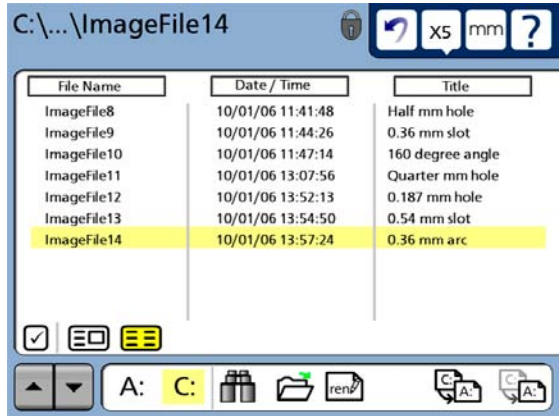 C:\...\ImageFile14 X5 mm ?
File Name Date / Time Title
ImageFile8 10/01/06 11:41:48 Half mm hole
ImageFile9 10/01/06 11:44:26 0.36 mm slot
ImageFile10 10/01/06 11:47:14 160 degree angle
ImageFile11 10/01/06 13:07:56 Quarter mm hole
ImageFile12 10/01/06 13:52:13 0.187 mm hole
ImageFile13 10/01/06 13:54:50 0.54 mm slot
ImageFile14 10/01/06 13:57:24 0.36 mm arc
A: C: ren C: A: C: A: